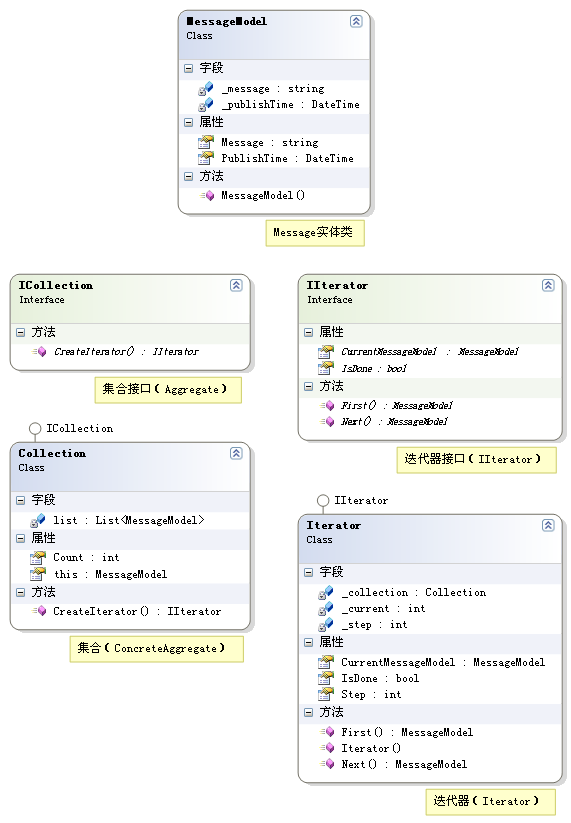 MessageModel
Class
字段
_message : string
_publishTime : DateTime
属性
Message : string
PublishTime : DateTime
方法
MessageModel()
Message实体类
ICollection
Interface
方法
CreateIterator() : IIterator
集合接口(Aggregate)
IIterator
Interface
属性
CurrentMessageModel : MessageModel
IsDone : bool
方法
First() : MessageModel
Next() : MessageModel
迭代器接口(IIterator)
ICollection
Collection
Class
字段
list : List<MessageModel>
属性
Count : int
this : MessageModel
方法
CreateIterator() : IIterator
集合(ConcreteAggregate)
IIterator
Iterator
Class
字段
_collection : Collection
_current : int
_step : int
属性
CurrentMessageModel : MessageModel
IsDone : bool
Step : int
方法
First() : MessageModel
Iterator()
Next() : MessageModel
迭代器(Iterator)